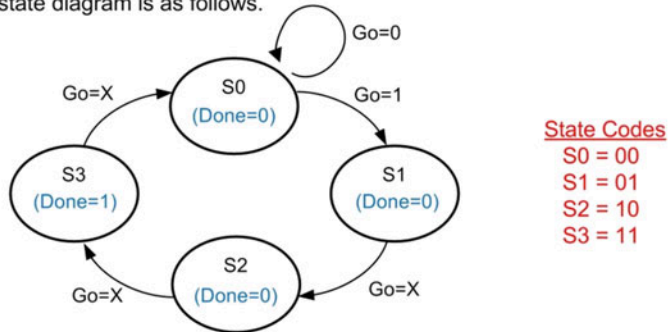 state diagram is as follows.
Go=0
S0
(Done=0)
Go=X
Go=1
S3
(Done=1)
S1
(Done=0)
S2
(Done=0)
Go=X
Go=X
State Codes
S0 = 00
S1 = 01
S2 = 10
S3 = 11